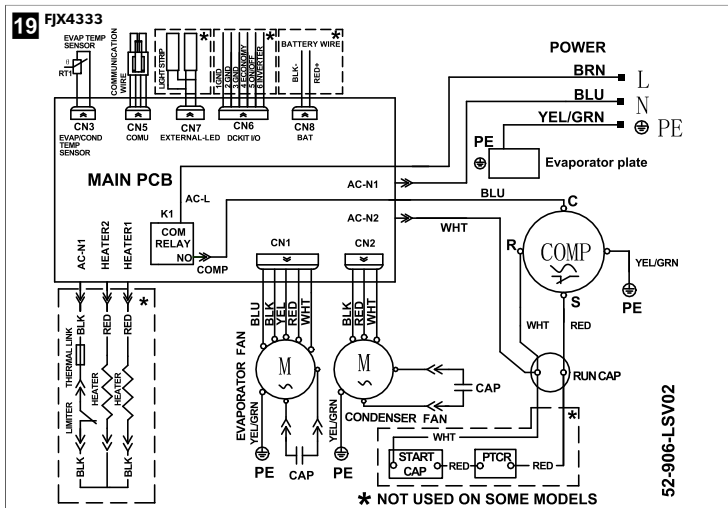 19 FJX4333
EVAP TEMP
SENSOR
θ
RT1
COMMUNICATION
WIRE
LIGHT STRIP
*
1GND
2 GND
3 GND
4 ECONOMY
5 ON/OFF
6 INVERTER
*
BATTERY WIRE
BLK-
RED+
*
POWER
BRN
L
BLU
N
YEL/GRN
PE
PE
Evaporator plate
CN3
EVAP/COND
TEMP
SENSOR
CN5
COMU
CN7
EXTERNAL-LED
CN6
DCKIT I/O
CN8
BAT
MAIN PCB
AC-L
AC-N1
AC-N2
K1
COM
RELAY
NO
COMP
AC-N1
HEATER2
HEATER1
CN1
CN2
BLU
WHT
C
R
COMP
S
YEL/GRN
PE
WHT
RED
RUN CAP
BLK
RED
RED
*
THERMAL LINK
LIMITER
HEATER
HEATER
BLK
RED
BLK
BLU
BLK
YEL
RED
WHT
M
EVAPORATOR FAN
YEL/GRN
PE
CAP
BLK
RED
WHT
M
CONDENSER FAN
YEL/GRN
PE
CAP
*
WHT
START
CAP
RED
PTCR
RED
* NOT USED ON SOME MODELS
52-906-LSV02